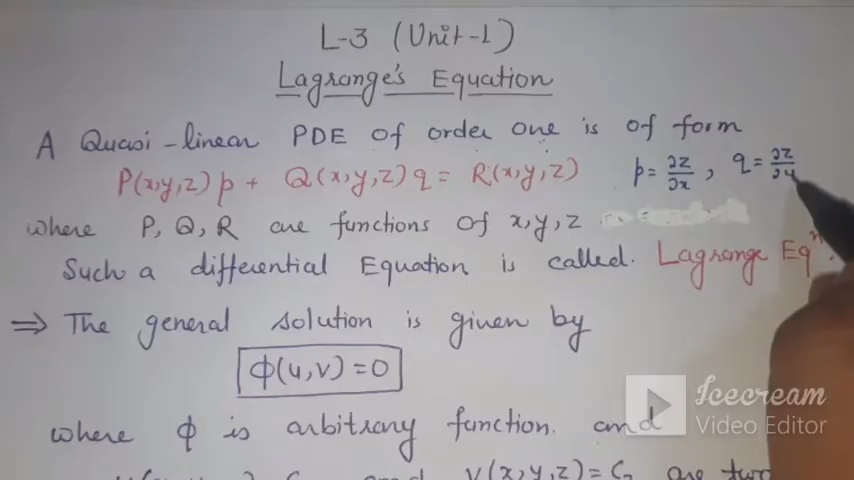 L-3 (Unit-1)
Lagrange's Equation
A Quasi-linear PDE of order one is of form
P(x,y,z) p + Q(x,y,z) q = R(x,y,z) p = ∂z/∂x , q = ∂z/∂y
where P, Q, R are functions of x,y,z
Such a differential Equation is called. Lagrange Eqⁿ.
⇒ The general solution is given by
ϕ(u,v)=0
where ϕ is arbitrary function. and
and v(x,y,z)=C₂ are two
Icecream
Video Editor